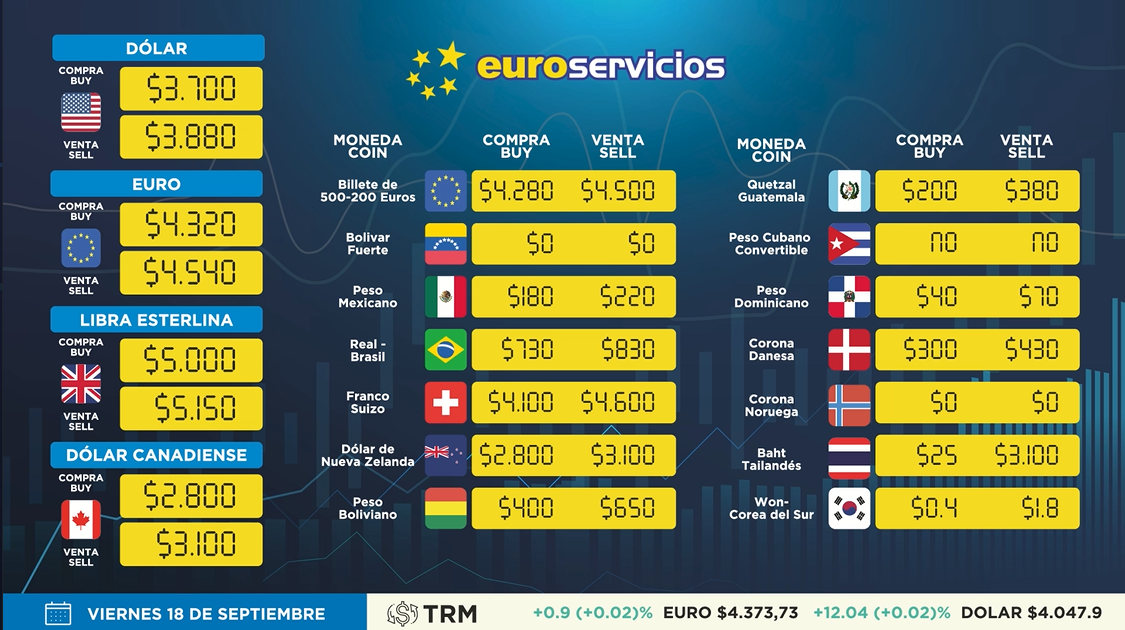 DÓLAR
COMPRA
BUY
$3.700
VENTA
SELL
$3.880
EURO
COMPRA
BUY
$4.320
VENTA
SELL
$4.540
LIBRA ESTERLINA
COMPRA
BUY
$5.000
VENTA
SELL
$5.150
DÓLAR CANADIENSE
COMPRA
BUY
$2.800
VENTA
SELL
$3.100
euroservicios
MONEDA
COIN
COMPRA
BUY
VENTA
SELL
Billete de
500-200 Euros
$4.280 $4.500
Bolivar
Fuerte
$0 $0
Peso
Mexicano
$180 $220
Real -
Brasil
$730 $830
Franco
Suizo
$4.100 $4.600
Dólar de
Nueva Zelanda
$2.800 $3.100
Peso
Boliviano
$400 $650
MONEDA
COIN
COMPRA
BUY
VENTA
SELL
Quetzal
Guatemala
$200 $380
Peso Cubano
Convertible
NO NO
Peso
Dominicano
$40 $70
Corona
Danesa
$300 $430
Corona
Noruega
$0 $0
Baht
Tailandés
$25 $3.100
Won-
Corea del Sur
$0.4 $1.8
VIERNES 18 DE SEPTIEMBRE
TRM +0.9 (+0.02)% EURO $4.373,73 +12.04 (+0.02)% DOLAR $4.047.9